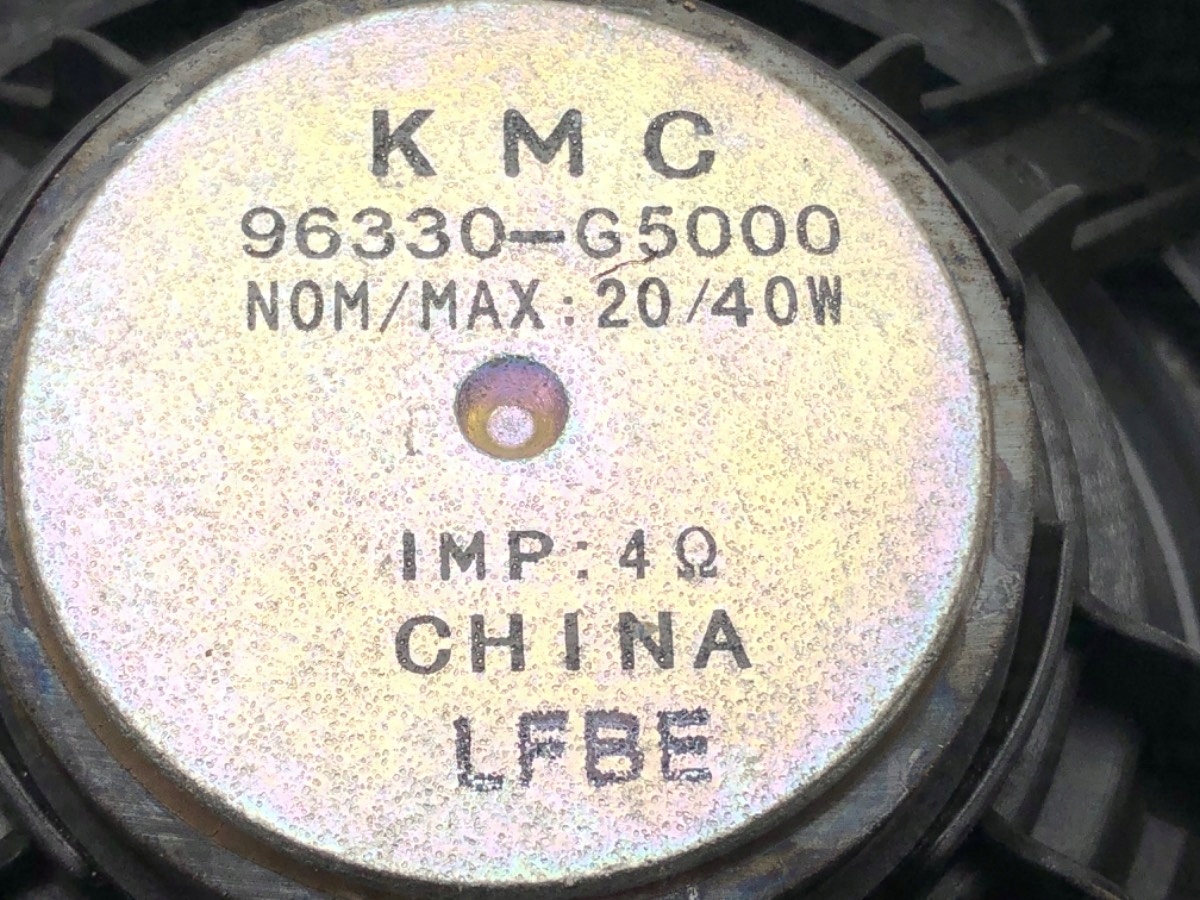 KMC
96330-G5000
NOM/MAX:20/40W
IMP:4Ω
CHINA
LFBE